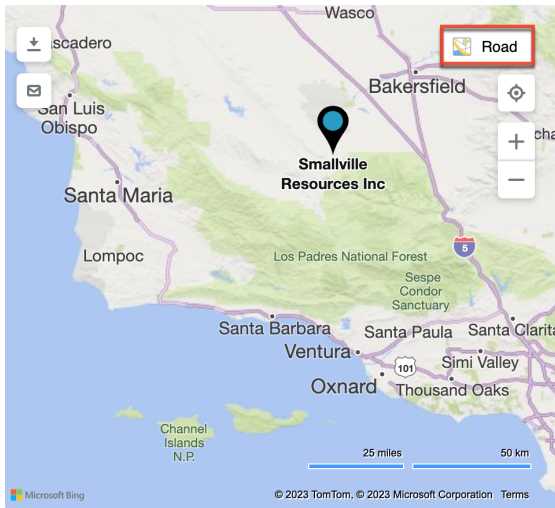 Wasco
Road
ascadero
Bakersfield
San Luis
Obispo
cha
Smallville
Resources Inc
Santa Maria
5
Lompoc
Los Padres National Forest
Sespe
Condor
Sanctuary
Santa Barbara
Santa Paula
Santa Clarita
Ventura
101
Simi Valley
Oxnard
Thousand Oaks
Channel
Islands
N.P.
25 miles
50 km
Microsoft Bing
© 2023 TomTom, © 2023 Microsoft Corporation Terms